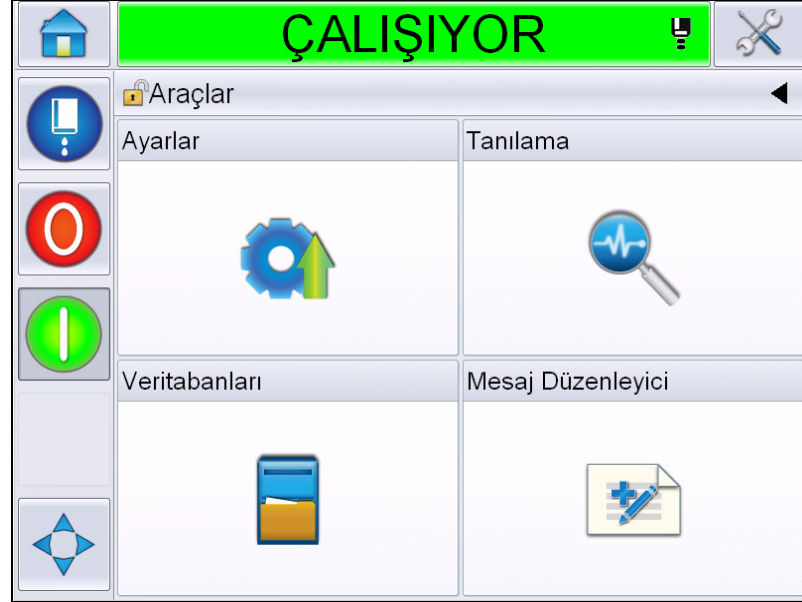 ÇALIŞIYOR
Araçlar
Ayarlar
Tanılama
Veritabanları
Mesaj Düzenleyici